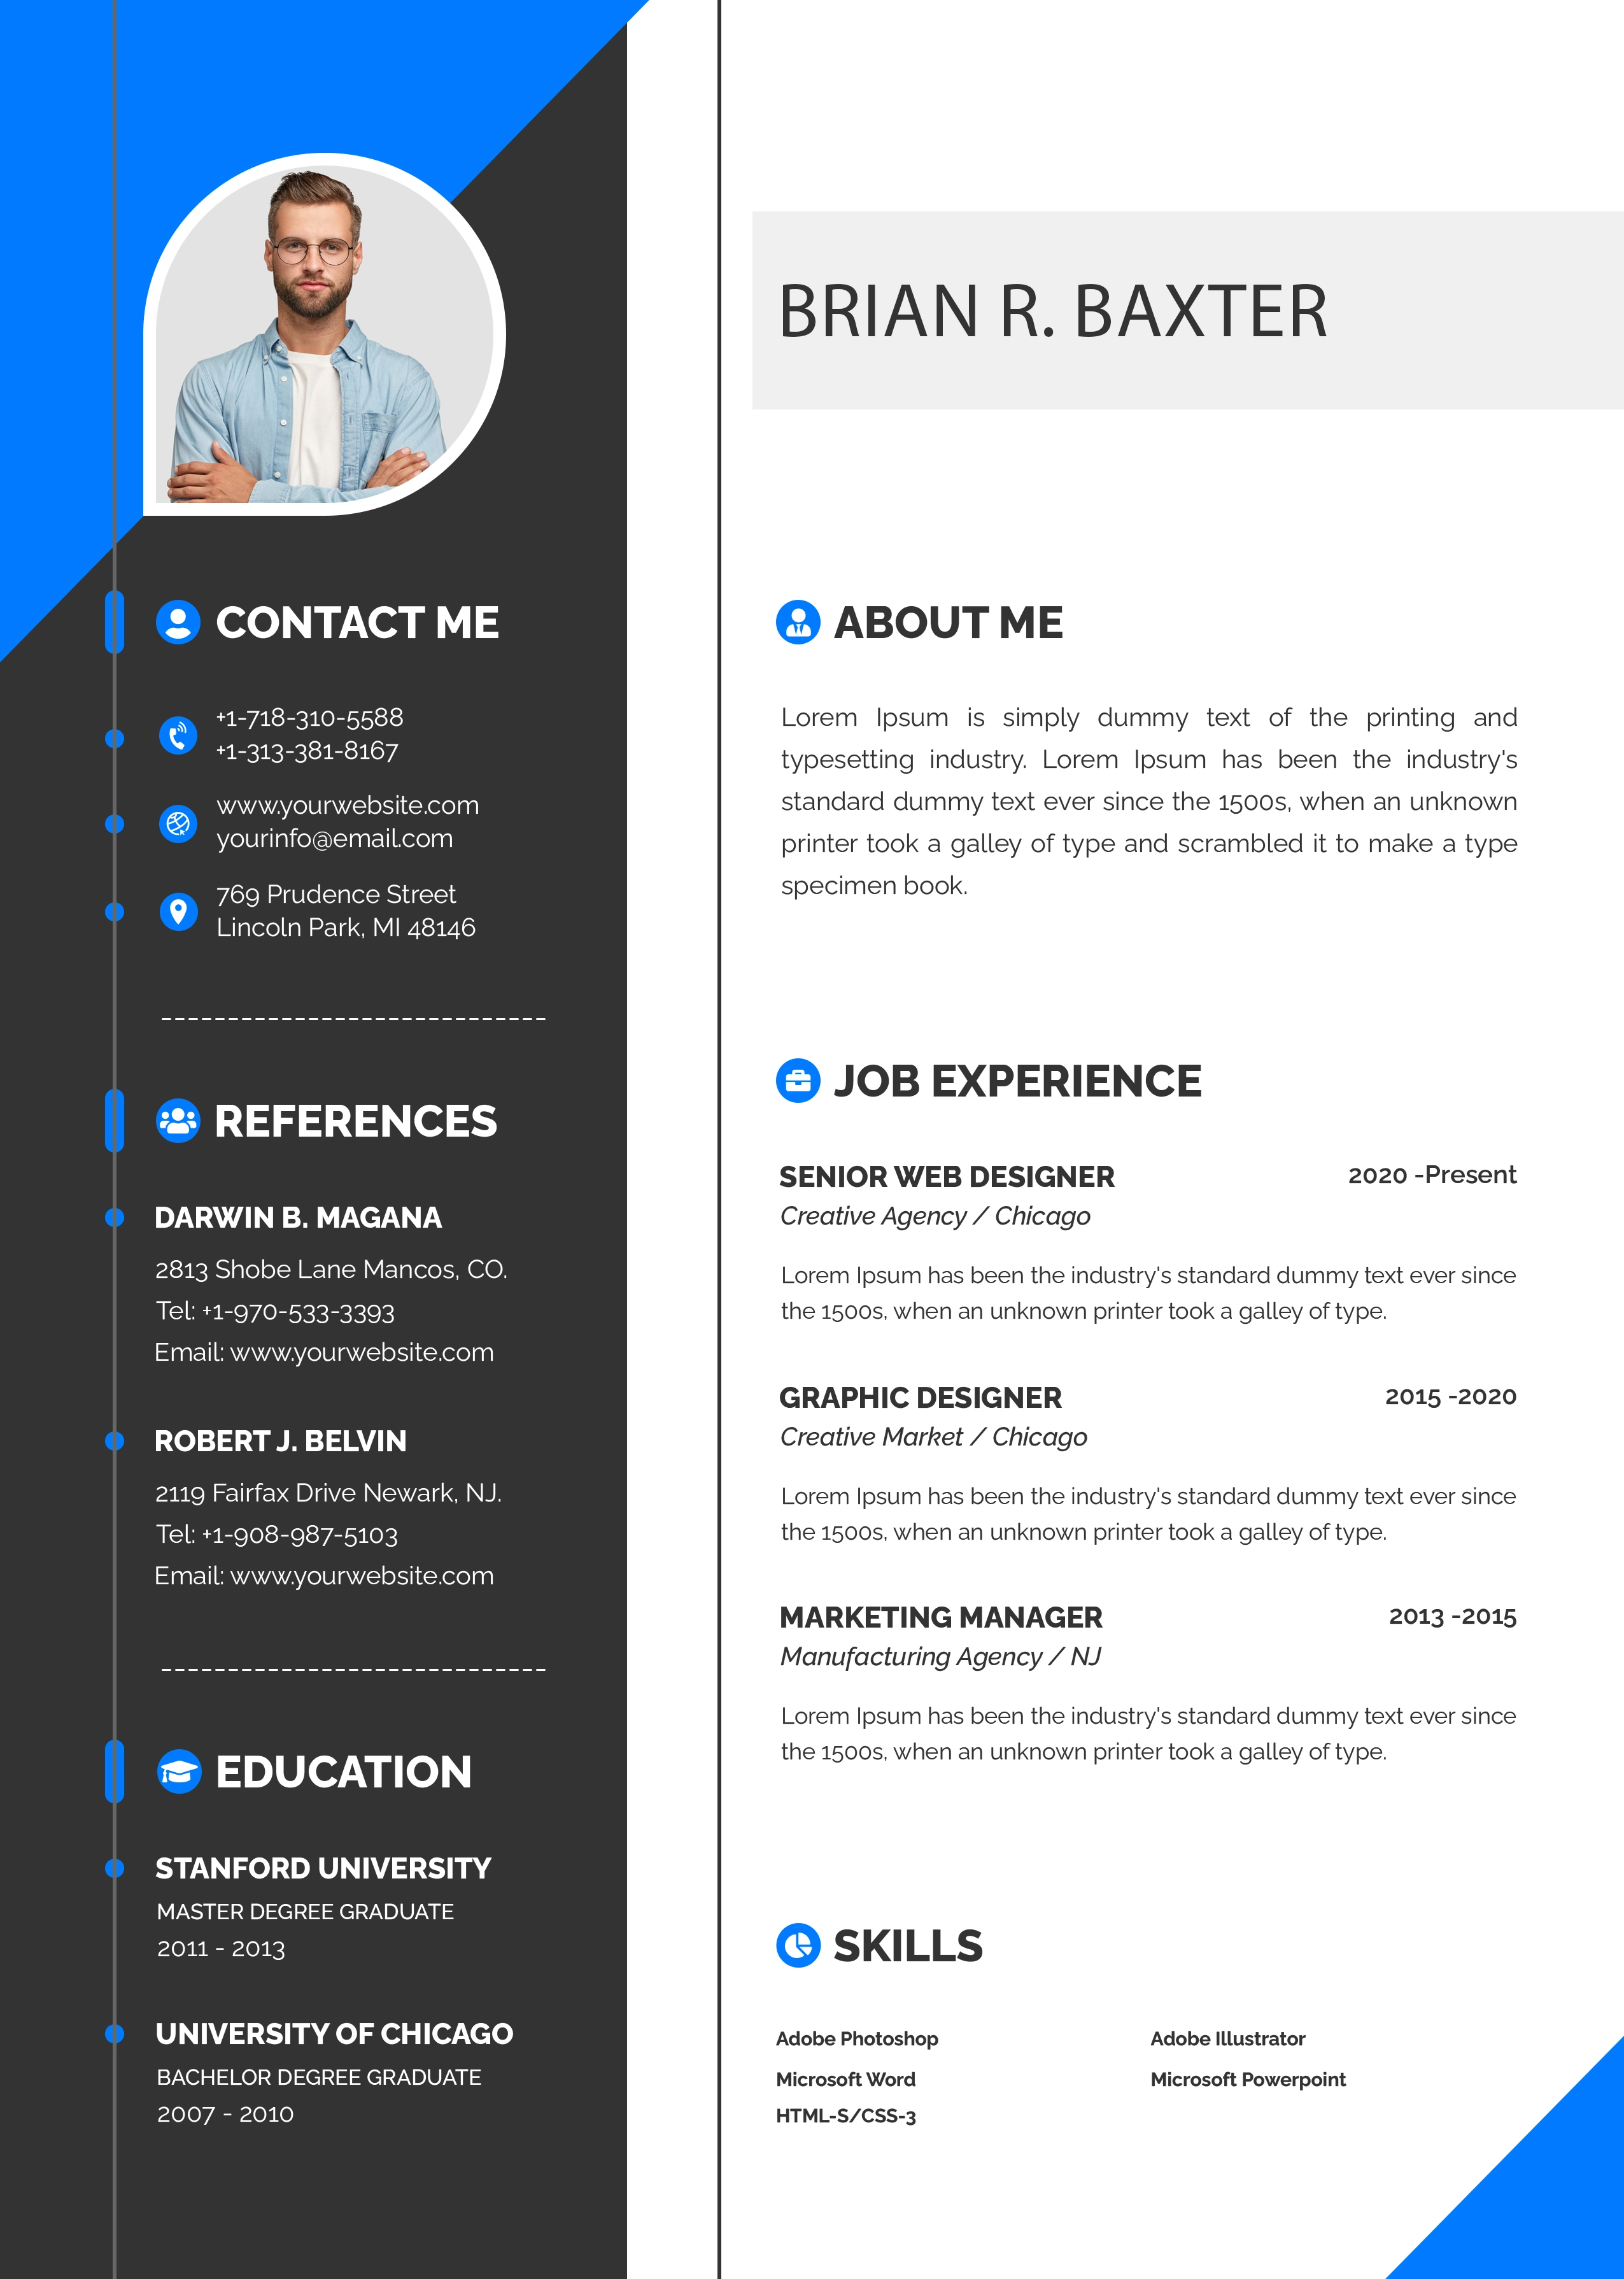 BRIAN R. BAXTER
CONTACT ME
+1-718-310-5588
+1-313-381-8167
www.yourwebsite.com
yourinfo@email.com
769 Prudence Street
Lincoln Park, MI 48146
REFERENCES
DARWIN B. MAGANA
2813 Shobe Lane Mancos, CO.
Tel: +1-970-533-3393
Email: www.yourwebsite.com
ROBERT J. BELVIN
2119 Fairfax Drive Newark, NJ.
Tel: +1-908-987-5103
Email: www.yourwebsite.com
EDUCATION
STANFORD UNIVERSITY
MASTER DEGREE GRADUATE
2011 - 2013
UNIVERSITY OF CHICAGO
BACHELOR DEGREE GRADUATE
2007 - 2010
ABOUT ME
Lorem Ipsum is simply dummy text of the printing and
typesetting industry. Lorem Ipsum has been the industry's
standard dummy text ever since the 1500s, when an unknown
printer took a galley of type and scrambled it to make a type
specimen book.
JOB EXPERIENCE
SENIOR WEB DESIGNER 2020 -Present
Creative Agency / Chicago
Lorem Ipsum has been the industry's standard dummy text ever since
the 1500s, when an unknown printer took a galley of type.
GRAPHIC DESIGNER 2015 -2020
Creative Market / Chicago
Lorem Ipsum has been the industry's standard dummy text ever since
the 1500s, when an unknown printer took a galley of type.
MARKETING MANAGER 2013 -2015
Manufacturing Agency / NJ
Lorem Ipsum has been the industry's standard dummy text ever since
the 1500s, when an unknown printer took a galley of type.
SKILLS
Adobe Photoshop Adobe Illustrator
Microsoft Word Microsoft Powerpoint
HTML-S/CSS-3